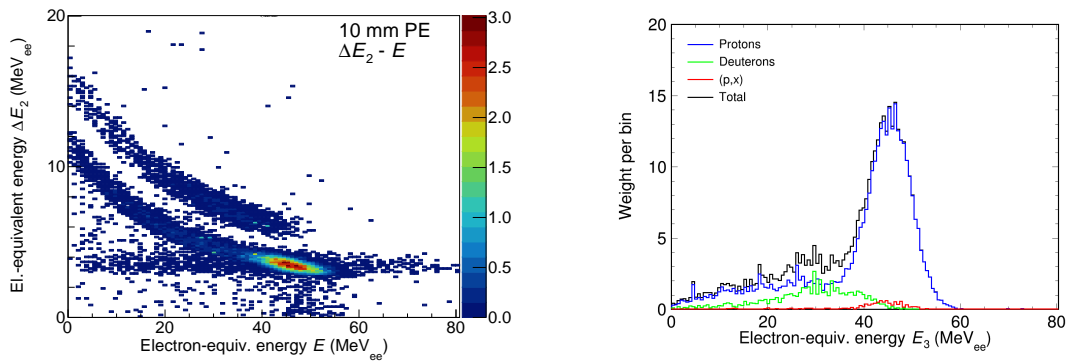 10 mm PE
ΔE₂ - E
El.-equivalent energy ΔE₂ (MeVₑₑ)
20
10
0
0 20 40 60 80
Electron-equiv. energy E (MeVₑₑ)
3.0
2.5
2.0
1.5
1.0
0.5
0.0
Weight per bin
20
15
10
5
0
Protons
Deuterons
(p,x)
Total
0 20 40 60 80
Electron-equiv. energy E₃ (MeVₑₑ)